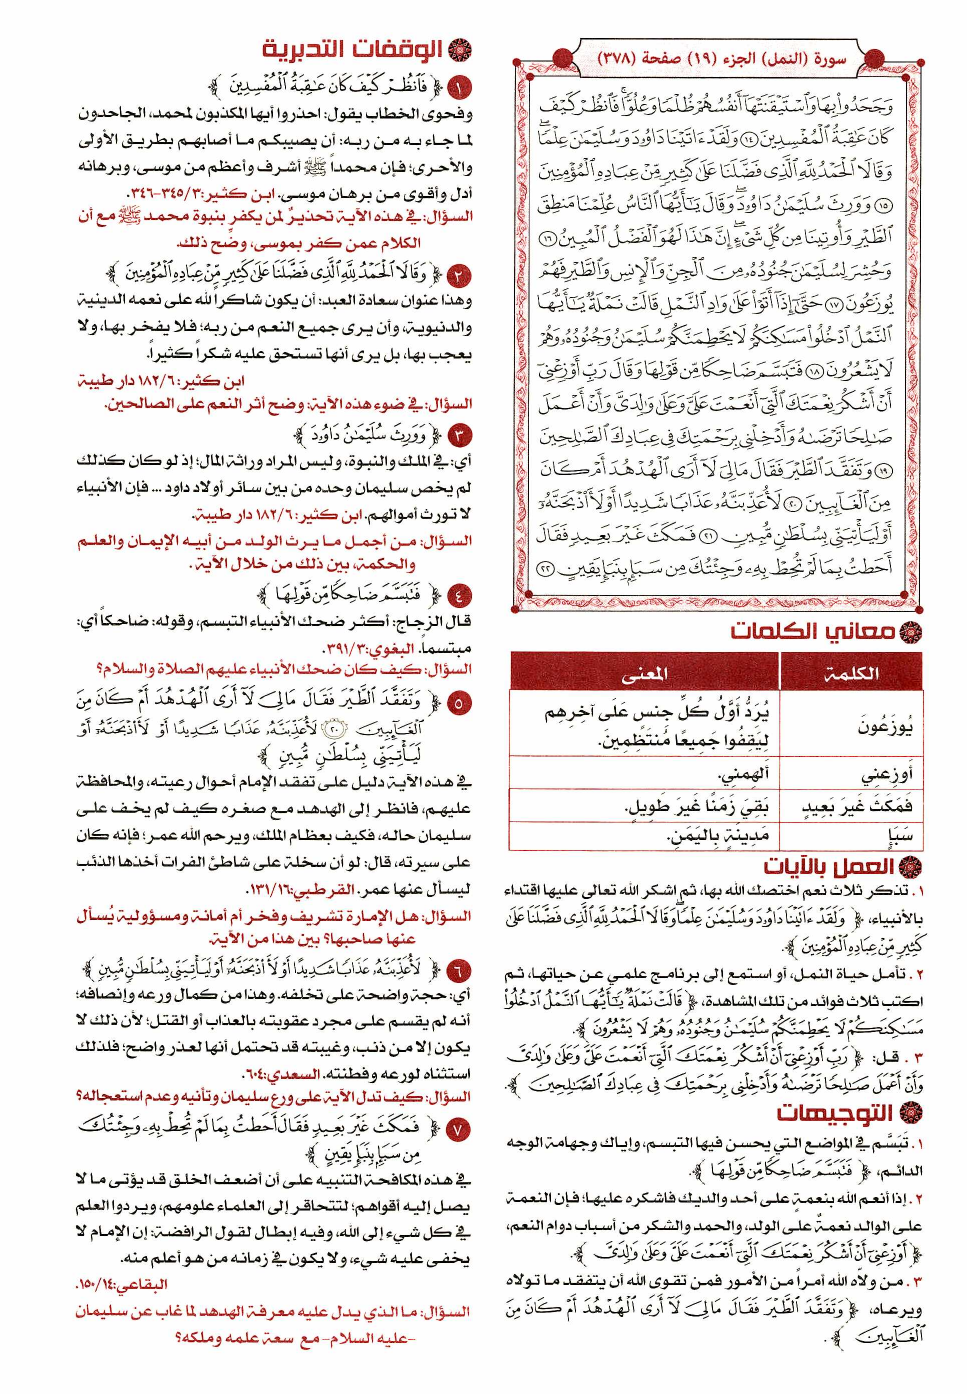 سورة (النمل) الجزء (١٩) صفحة (٣٧٨)
وَجَحَدُوا۟ بِهَا وَٱسْتَيْقَنَتْهَآ أَنفُسُهُمْ ظُلْمًا وَعُلُوًّا ۚ فَٱنظُرْ كَيْفَ
كَانَ عَٰقِبَةُ ٱلْمُفْسِدِينَ ١٤ وَلَقَدْ ءَاتَيْنَا دَاوُۥدَ وَسُلَيْمَٰنَ عِلْمًا ۖ
وَقَالَا ٱلْحَمْدُ لِلَّهِ ٱلَّذِى فَضَّلَنَا عَلَىٰ كَثِيرٍ مِّنْ عِبَادِهِ ٱلْمُؤْمِنِينَ
١٥ وَوَرِثَ سُلَيْمَٰنُ دَاوُۥدَ ۖ وَقَالَ يَٰٓأَيُّهَا ٱلنَّاسُ عُلِّمْنَا مَنطِقَ
ٱلطَّيْرِ وَأُوتِينَا مِن كُلِّ شَىْءٍ ۖ إِنَّ هَٰذَا لَهُوَ ٱلْفَضْلُ ٱلْمُبِينُ ١٦
وَحُشِرَ لِسُلَيْمَٰنَ جُنُودُهُۥ مِنَ ٱلْجِنِّ وَٱلْإِنسِ وَٱلطَّيْرِ فَهُمْ
يُوزَعُونَ ١٧ حَتَّىٰٓ إِذَآ أَتَوْا۟ عَلَىٰ وَادِ ٱلنَّمْلِ قَالَتْ نَمْلَةٌ يَٰٓأَيُّهَا
ٱلنَّمْلُ ٱدْخُلُوا۟ مَسَٰكِنَكُمْ لَا يَحْطِمَنَّكُمْ سُلَيْمَٰنُ وَجُنُودُهُۥ وَهُمْ
لَا يَشْعُرُونَ ١٨ فَتَبَسَّمَ ضَاحِكًا مِّن قَوْلِهَا وَقَالَ رَبِّ أَوْزِعْنِىٓ
أَنْ أَشْكُرَ نِعْمَتَكَ ٱلَّتِىٓ أَنْعَمْتَ عَلَىَّ وَعَلَىٰ وَٰلِدَىَّ وَأَنْ أَعْمَلَ
صَٰلِحًا تَرْضَىٰهُ وَأَدْخِلْنِى بِرَحْمَتِكَ فِى عِبَادِكَ ٱلصَّٰلِحِينَ
١٩ وَتَفَقَّدَ ٱلطَّيْرَ فَقَالَ مَالِىَ لَآ أَرَى ٱلْهُدْهُدَ أَمْ كَانَ
مِنَ ٱلْغَآئِبِينَ ٢٠ لَأُعَذِّبَنَّهُۥ عَذَابًا شَدِيدًا أَوْ لَأَا۟ذْبَحَنَّهُۥٓ
أَوْ لَيَأْتِيَنِّى بِسُلْطَٰنٍ مُّبِينٍ ٢١ فَمَكَثَ غَيْرَ بَعِيدٍ فَقَالَ
أَحَطتُ بِمَا لَمْ تُحِطْ بِهِۦ وَجِئْتُكَ مِن سَبَإٍۭ بِنَبَإٍ يَقِينٍ ٢٢
معاني الكلمات
الكلمة المعنى
يُوزَعُونَ يُرَدُّ أَوَّلُ كُلِّ جِنسٍ عَلَى آخِرِهِم
لِيَقِفُوا جَمِيعًا مُنتَظِمِينَ.
أَوزِعنِي أَلهِمنِي.
فَمَكَثَ غَيرَ بَعِيدٍ بَقِيَ زَمَنًا غَيرَ طَوِيلٍ.
سَبَإٍ مَدِينَةٍ بِاليَمَنِ.
العمل بالآيات
١. تذكر ثلاث نعم اختصك الله بها، ثم اشكر الله تعالى عليها اقتداء
بالأنبياء، ﴿ وَلَقَدْ ءَاتَيْنَا دَاوُۥدَ وَسُلَيْمَٰنَ عِلْمًا ۖ وَقَالَا ٱلْحَمْدُ لِلَّهِ ٱلَّذِى فَضَّلَنَا عَلَىٰ
كَثِيرٍ مِّنْ عِبَادِهِ ٱلْمُؤْمِنِينَ ﴾.
٢. تأمل حياة النمل، أو استمع إلى برنامج علمي عن حياتها، ثم
اكتب ثلاث فوائد من تلك المشاهدة، ﴿ قَالَتْ نَمْلَةٌ يَٰٓأَيُّهَا ٱلنَّمْلُ ٱدْخُلُوا۟
مَسَٰكِنَكُمْ لَا يَحْطِمَنَّكُمْ سُلَيْمَٰنُ وَجُنُودُهُۥ وَهُمْ لَا يَشْعُرُونَ ﴾.
٣. قل: ﴿ رَبِّ أَوْزِعْنِىٓ أَنْ أَشْكُرَ نِعْمَتَكَ ٱلَّتِىٓ أَنْعَمْتَ عَلَىَّ وَعَلَىٰ وَٰلِدَىَّ
وَأَنْ أَعْمَلَ صَٰلِحًا تَرْضَىٰهُ وَأَدْخِلْنِى بِرَحْمَتِكَ فِى عِبَادِكَ ٱلصَّٰلِحِينَ ﴾.
التوجيهات
١. تَبَسَّم في المواضع التي يحسن فيها التبسم، وإياك وجهامة الوجه
الدائم، ﴿ فَتَبَسَّمَ ضَاحِكًا مِّن قَوْلِهَا ﴾.
٢. إذا أنعم الله بنعمةٍ على أحد والديك فاشكره عليها؛ فإن النعمة
على الوالد نعمةٌ على الولد، والحمد والشكر من أسباب دوام النعم،
﴿ أَوْزِعْنِىٓ أَنْ أَشْكُرَ نِعْمَتَكَ ٱلَّتِىٓ أَنْعَمْتَ عَلَىَّ وَعَلَىٰ وَٰلِدَىَّ ﴾.
٣. من ولاه الله أمراً من الأمور فمن تقوى الله أن يتفقد ما تولاه
ويرعاه، ﴿ وَتَفَقَّدَ ٱلطَّيْرَ فَقَالَ مَالِىَ لَآ أَرَى ٱلْهُدْهُدَ أَمْ كَانَ مِنَ
ٱلْغَآئِبِينَ ﴾.
الوقفات التدبرية
١ ﴿ فَٱنظُرْ كَيْفَ كَانَ عَٰقِبَةُ ٱلْمُفْسِدِينَ ﴾
وفحوى الخطاب يقول: احذروا أيها المكذبون لمحمد، الجاحدون
لما جاء به من ربه: أن يصيبكم ما أصابهم بطريق الأولى
والأحرى؛ فإن محمداً ﷺ أشرف وأعظم من موسى، وبرهانه
أدل وأقوى من برهان موسى. ابن كثير: ٣٤٥/٣-٣٤٦.
السؤال: في هذه الآية تحذيرٌ لمن يكفر بنبوة محمد ﷺ مع أن
الكلام عمن كفر بموسى، وضِّح ذلك.
٢ ﴿ وَقَالَا ٱلْحَمْدُ لِلَّهِ ٱلَّذِى فَضَّلَنَا عَلَىٰ كَثِيرٍ مِّنْ عِبَادِهِ ٱلْمُؤْمِنِينَ ﴾
وهذا عنوان سعادة العبد: أن يكون شاكراً لله على نعمه الدينية
والدنيوية، وأن يرى جميع النعم من ربه؛ فلا يفخر بها، ولا
يعجب بها، بل يرى أنها تستحق عليه شكراً كثيراً.
ابن كثير: ١٨٢/٦ دار طيبة
السؤال: في ضوء هذه الآية: وضح أثر النعم على الصالحين.
٣ ﴿ وَوَرِثَ سُلَيْمَٰنُ دَاوُۥدَ ﴾
أي: في الملك والنبوة، وليس المراد وراثة المال؛ إذ لو كان كذلك
لم يخص سليمان وحده من بين سائر أولاد داود ... فإن الأنبياء
لا تورث أموالهم. ابن كثير: ١٨٢/٦ دار طيبة.
السؤال: من أجمل ما يرث الولد من أبيه الإيمان والعلم
والحكمة، بين ذلك من خلال الآية.
٤ ﴿ فَتَبَسَّمَ ضَاحِكًا مِّن قَوْلِهَا ﴾
قال الزجاج: أكثر ضحك الأنبياء التبسم، وقوله: ضاحكاً أي:
مبتسماً. البغوي: ٣٩١/٣.
السؤال: كيف كان ضحك الأنبياء عليهم الصلاة والسلام؟
٥ ﴿ وَتَفَقَّدَ ٱلطَّيْرَ فَقَالَ مَالِىَ لَآ أَرَى ٱلْهُدْهُدَ أَمْ كَانَ مِنَ
ٱلْغَآئِبِينَ ٢٠ لَأُعَذِّبَنَّهُۥ عَذَابًا شَدِيدًا أَوْ لَأَا۟ذْبَحَنَّهُۥٓ أَوْ
لَيَأْتِيَنِّى بِسُلْطَٰنٍ مُّبِينٍ ﴾
في هذه الآية دليل على تفقد الإمام أحوال رعيته، والمحافظة
عليهم، فانظر إلى الهدهد مع صغره كيف لم يخف على
سليمان حاله، فكيف بعظام الملك، ويرحم الله عمر؛ فإنه كان
على سيرته، قال: لو أن سخلة على شاطئ الفرات أخذها الذئب
ليسأل عنها عمر. القرطبي: ١٣١/١٦.
السؤال: هل الإمارة تشريف وفخر أم أمانة ومسؤولية يُسأل
عنها صاحبها؟ بين هذا من الآية.
٦ ﴿ لَأُعَذِّبَنَّهُۥ عَذَابًا شَدِيدًا أَوْ لَأَا۟ذْبَحَنَّهُۥٓ أَوْ لَيَأْتِيَنِّى بِسُلْطَٰنٍ مُّبِينٍ ﴾
أي: حجة واضحة على تخلفه. وهذا من كمال ورعه وإنصافه؛
أنه لم يقسم على مجرد عقوبته بالعذاب أو القتل؛ لأن ذلك لا
يكون إلا من ذنب، وغيبته قد تحتمل أنها لعذر واضح؛ فلذلك
استثناه لورعه وفطنته. السعدي: ٦٠٤.
السؤال: كيف تدل الآية على ورع سليمان وتأنيه وعدم استعجاله؟
٧ ﴿ فَمَكَثَ غَيْرَ بَعِيدٍ فَقَالَ أَحَطتُ بِمَا لَمْ تُحِطْ بِهِۦ وَجِئْتُكَ
مِن سَبَإٍۭ بِنَبَإٍ يَقِينٍ ﴾
في هذه المكافحة التنبيه على أن أضعف الخلق قد يؤتى ما لا
يصل إليه أقواهم؛ لتتحاقر إلى العلماء علومهم، ويردوا العلم
في كل شيء إلى الله، وفيه إبطال لقول الرافضة: إن الإمام لا
يخفى عليه شيء، ولا يكون في زمانه من هو أعلم منه.
البقاعي: ١٥٠/١٤.
السؤال: ما الذي يدل عليه معرفة الهدهد لما غاب عن سليمان
-عليه السلام- مع سعة علمه وملكه؟